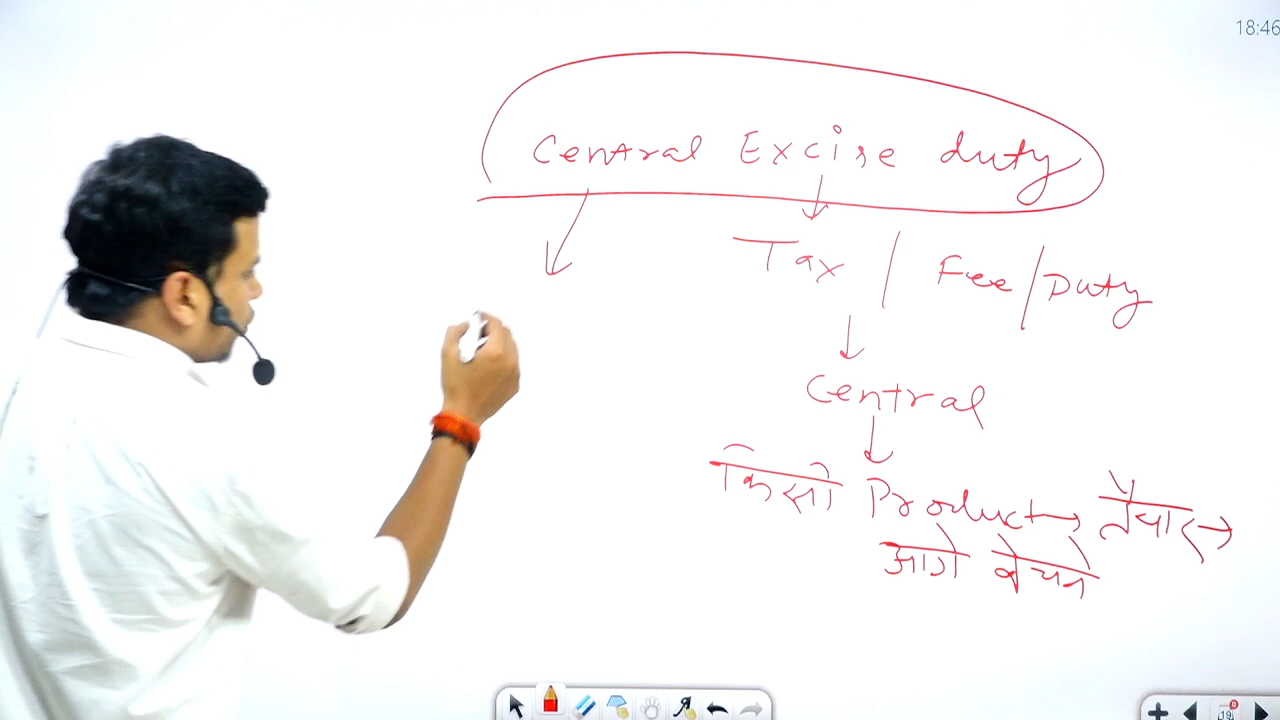 18:46
Central Excise duty
Tax / Fee / Duty
Central
किसी Product → तैयार →
आगे बेचने